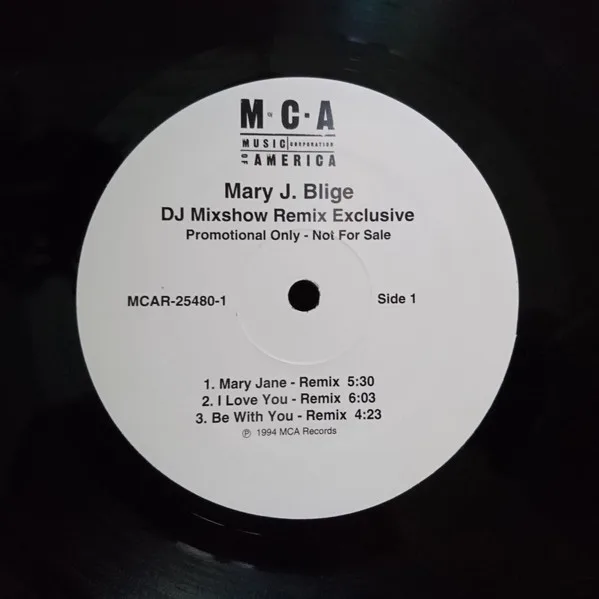 M·C·A
MUSIC CORPORATION
OF AMERICA
Mary J. Blige
DJ Mixshow Remix Exclusive
Promotional Only - Not For Sale
MCAR-25480-1 Side 1
1. Mary Jane - Remix 5:30
2. I Love You - Remix 6:03
3. Be With You - Remix 4:23
℗ 1994 MCA Records